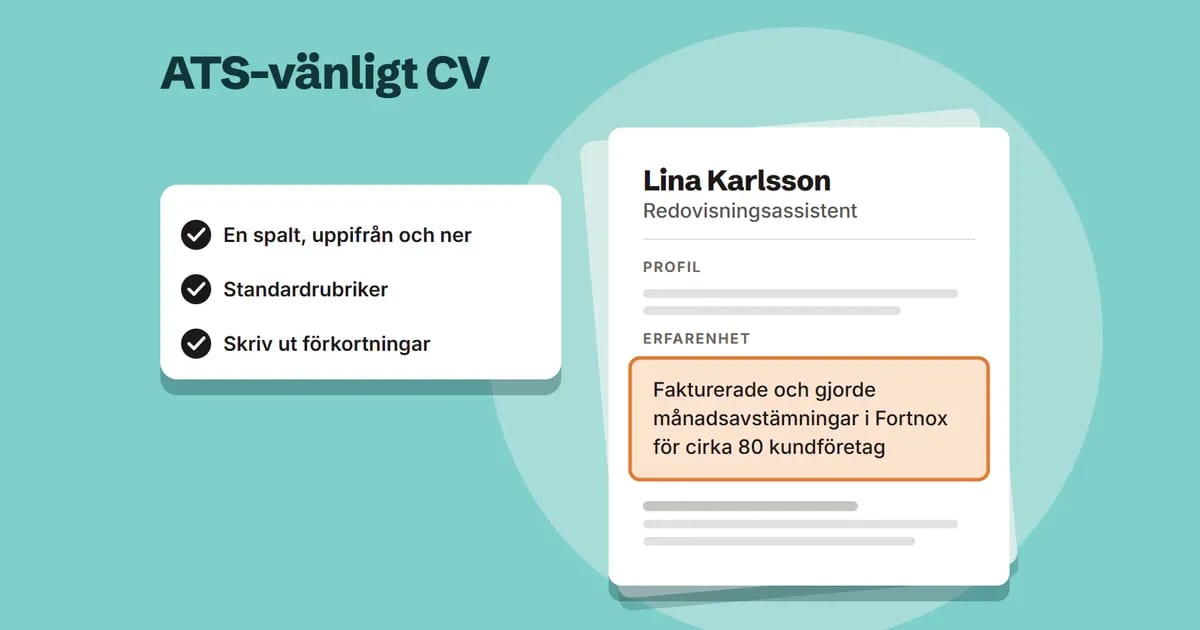 ATS-vänligt CV
En spalt, uppifrån och ner
Standardrubriker
Skriv ut förkortningar
Lina Karlsson
Redovisningsassistent
PROFIL
ERFARENHET
Fakturerade och gjorde
månadsavstämningar i Fortnox
för cirka 80 kundföretag